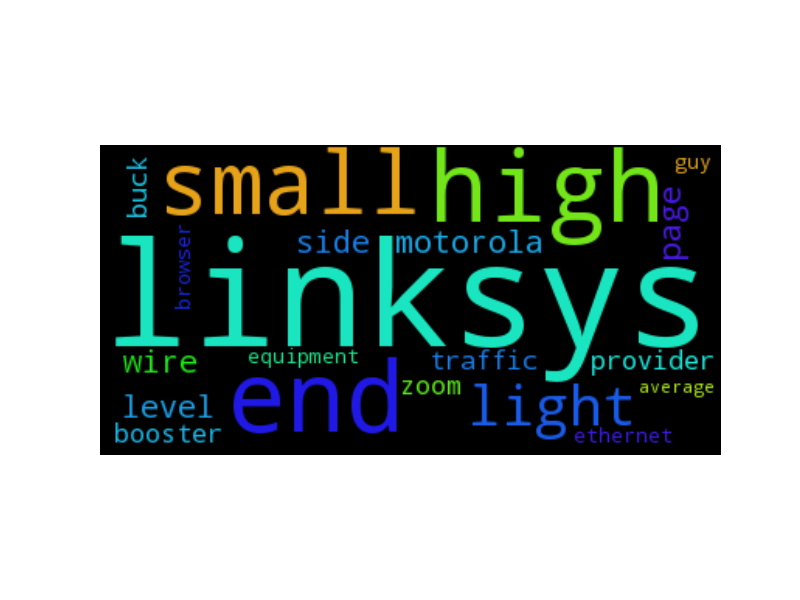 buck small high guy
page
browser side motorola
linksys
wire equipment traffic provider
end zoom light average
level
booster ethernet